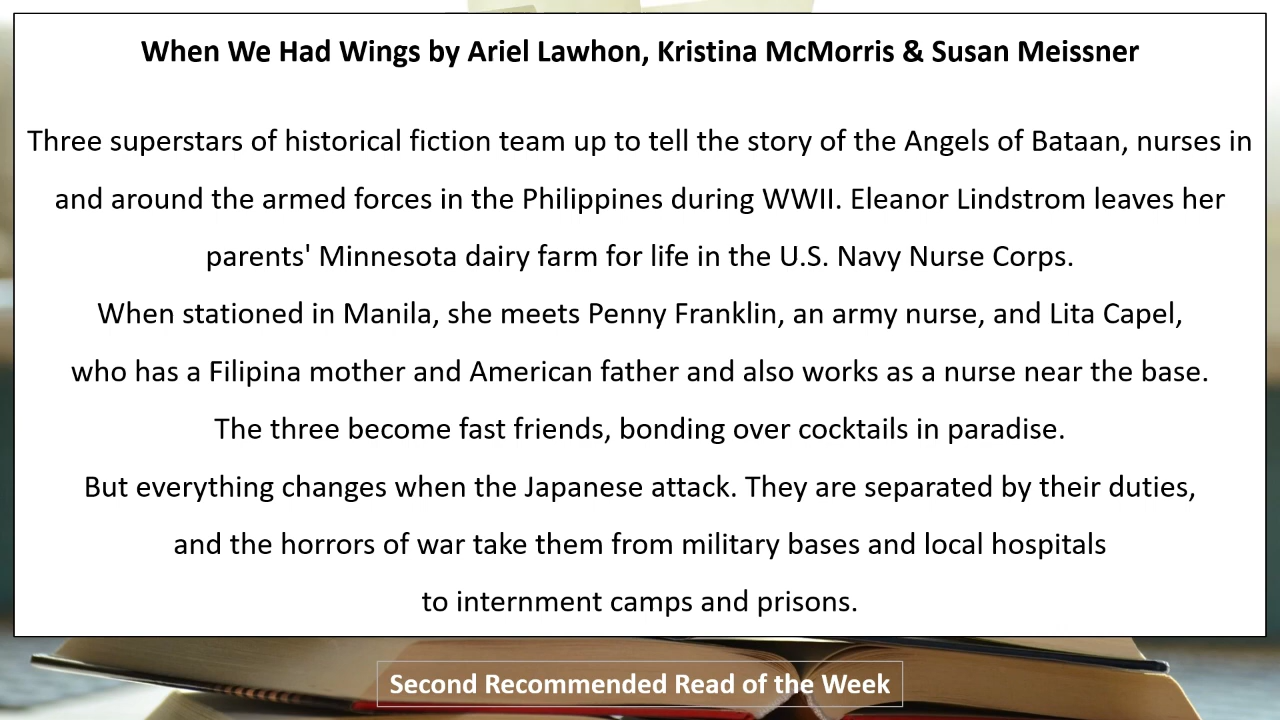 When We Had Wings by Ariel Lawhon, Kristina McMorris & Susan Meissner
Three superstars of historical fiction team up to tell the story of the Angels of Bataan, nurses in
and around the armed forces in the Philippines during WWII. Eleanor Lindstrom leaves her
parents' Minnesota dairy farm for life in the U.S. Navy Nurse Corps.
When stationed in Manila, she meets Penny Franklin, an army nurse, and Lita Capel,
who has a Filipina mother and American father and also works as a nurse near the base.
The three become fast friends, bonding over cocktails in paradise.
But everything changes when the Japanese attack. They are separated by their duties,
and the horrors of war take them from military bases and local hospitals
to internment camps and prisons.
Second Recommended Read of the Week